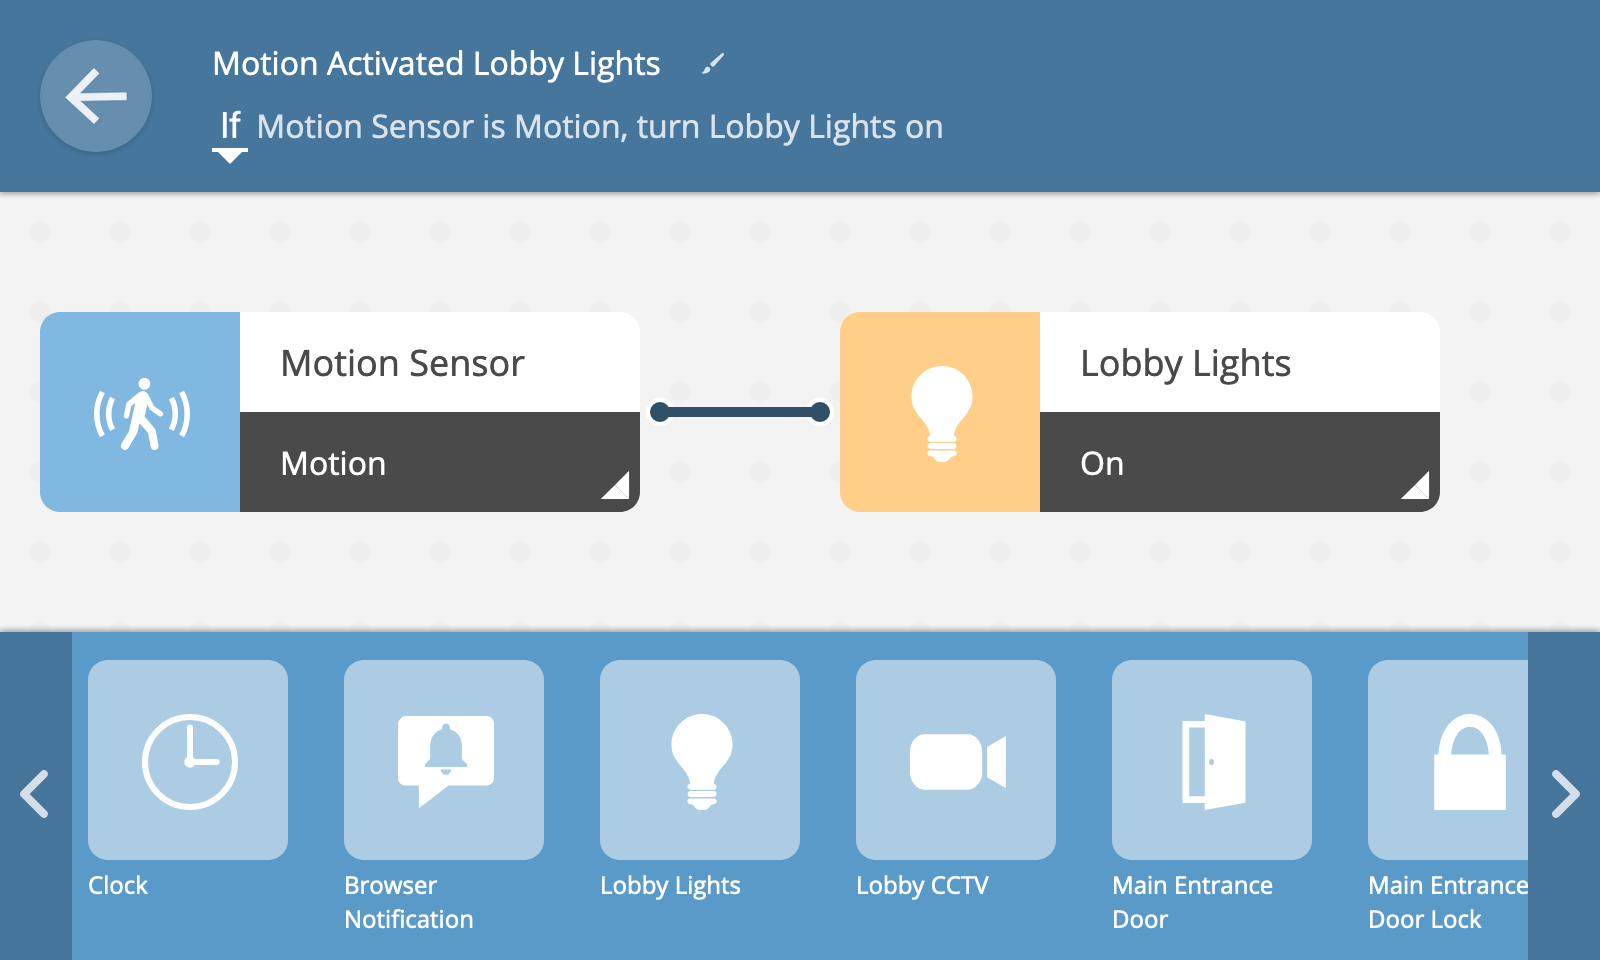 Motion Activated Lobby Lights
If Motion Sensor is Motion, turn Lobby Lights on
Motion Sensor
Motion
Lobby Lights
On
Clock
Browser
Notification
Lobby Lights
Lobby CCTV
Main Entrance
Door
Main Entrance
Door Lock